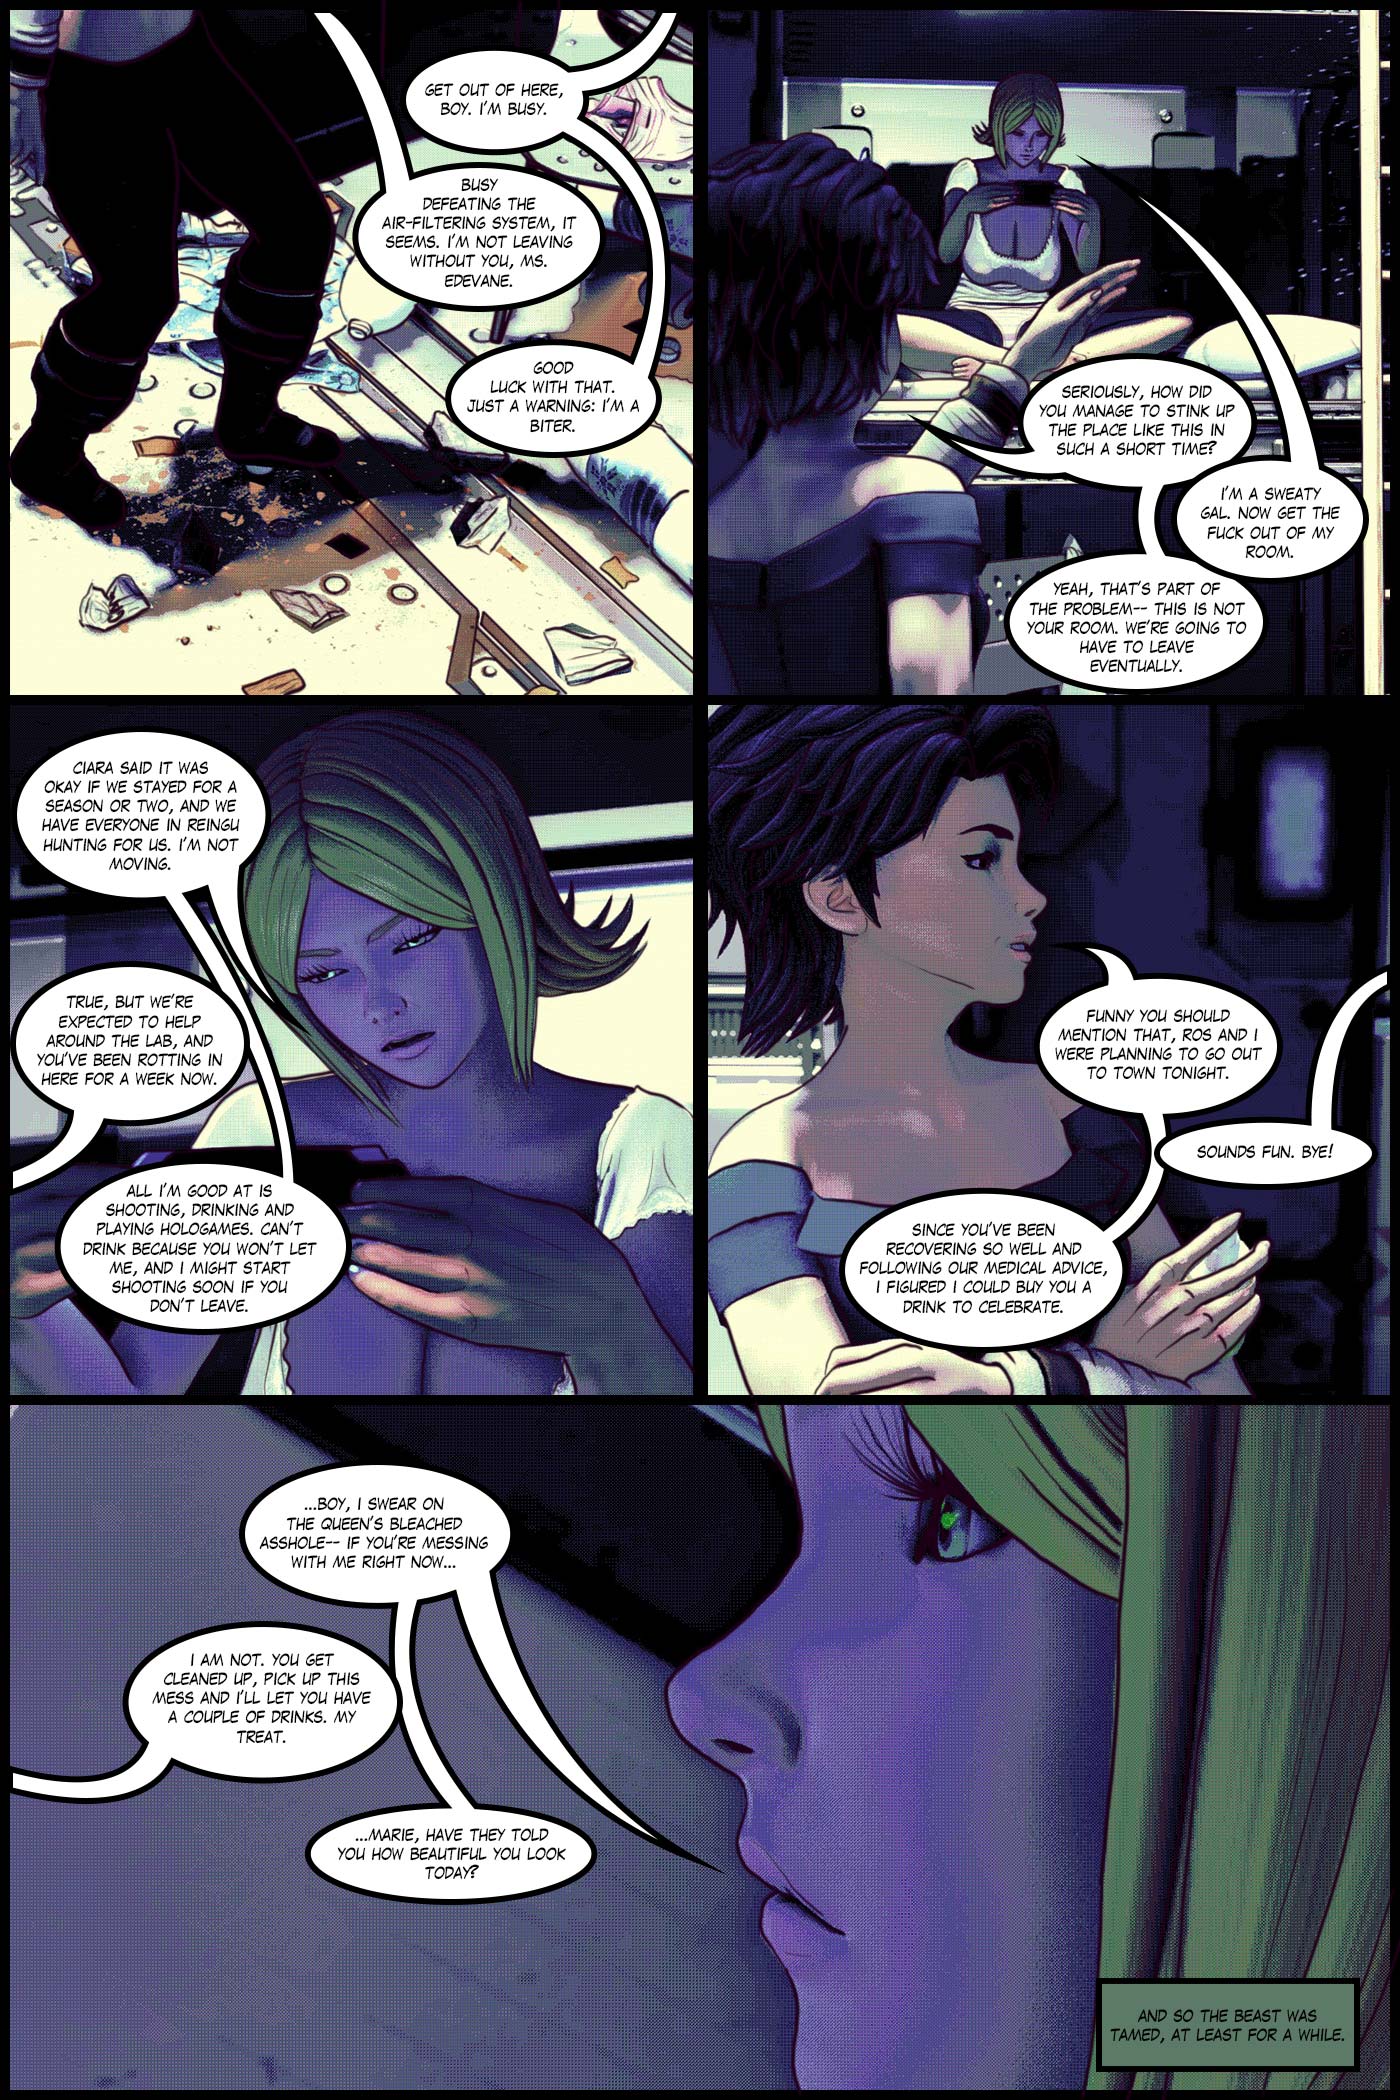 GET OUT OF HERE,
BOY. I'M BUSY.
BUSY
DEFEATING THE
AIR-FILTERING SYSTEM, IT
SEEMS. I'M NOT LEAVING
WITHOUT YOU, MS.
EDEVANE.
GOOD
LUCK WITH THAT.
JUST A WARNING: I'M A
BITER.
SERIOUSLY, HOW DID
YOU MANAGE TO STINK UP
THE PLACE LIKE THIS IN
SUCH A SHORT TIME?
I'M A SWEATY
GAL. NOW GET THE
FUCK OUT OF MY
ROOM.
YEAH, THAT'S PART OF
THE PROBLEM-- THIS IS NOT
YOUR ROOM. WE'RE GOING TO
HAVE TO LEAVE
EVENTUALLY.
CIARA SAID IT WAS
OKAY IF WE STAYED FOR A
SEASON OR TWO, AND WE
HAVE EVERYONE IN REINGU
HUNTING FOR US. I'M NOT
MOVING.
TRUE, BUT WE'RE
EXPECTED TO HELP
AROUND THE LAB, AND
YOU'VE BEEN ROTTING IN
HERE FOR A WEEK NOW.
ALL I'M GOOD AT IS
SHOOTING, DRINKING AND
PLAYING HOLOGAMES. CAN'T
DRINK BECAUSE YOU WON'T LET
ME, AND I MIGHT START
SHOOTING SOON IF YOU
DON'T LEAVE.
FUNNY YOU SHOULD
MENTION THAT, ROS AND I
WERE PLANNING TO GO OUT
TO TOWN TONIGHT.
SOUNDS FUN. BYE!
SINCE YOU'VE BEEN
RECOVERING SO WELL AND
FOLLOWING OUR MEDICAL ADVICE,
I FIGURED I COULD BUY YOU A
DRINK TO CELEBRATE.
...BOY, I SWEAR ON
THE QUEEN'S BLEACHED
ASSHOLE-- IF YOU'RE MESSING
WITH ME RIGHT NOW...
I AM NOT. YOU GET
CLEANED UP, PICK UP THIS
MESS AND I'LL LET YOU HAVE
A COUPLE OF DRINKS. MY
TREAT.
...MARIE, HAVE THEY TOLD
YOU HOW BEAUTIFUL YOU LOOK
TODAY?
AND SO THE BEAST WAS
TAMED, AT LEAST FOR A WHILE.